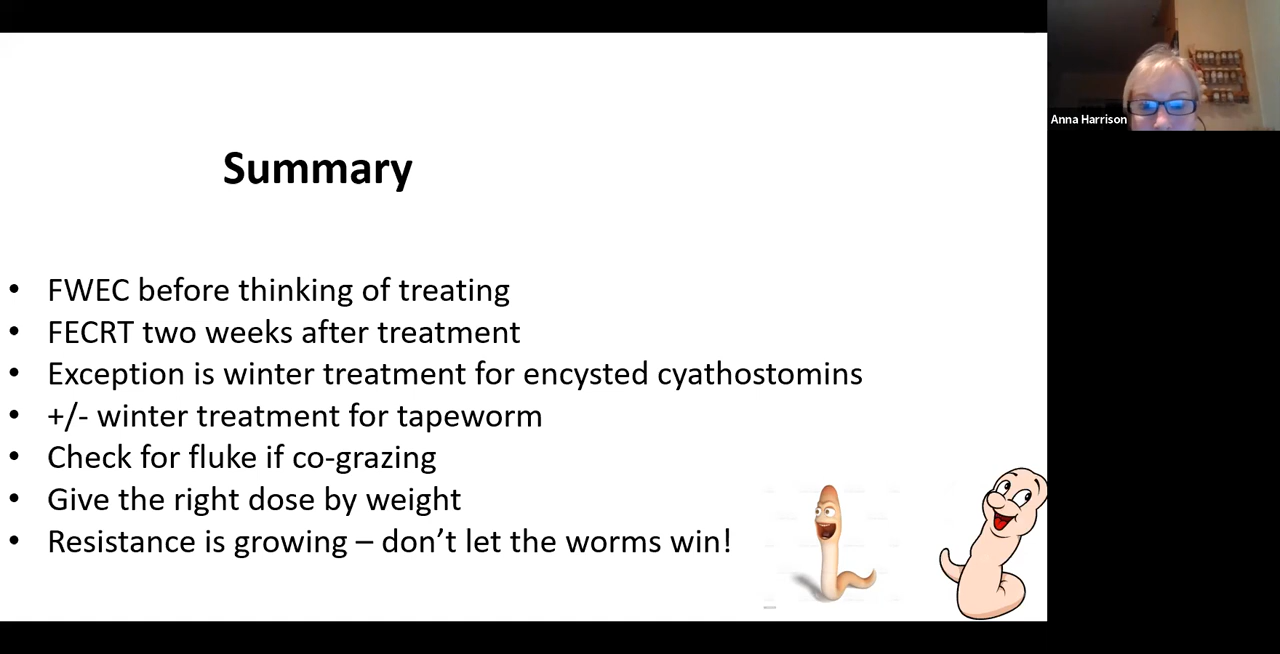 Anna Harrison
Summary
• FWEC before thinking of treating
• FECRT two weeks after treatment
• Exception is winter treatment for encysted cyathostomins
• +/- winter treatment for tapeworm
• Check for fluke if co-grazing
• Give the right dose by weight
• Resistance is growing – don’t let the worms win!